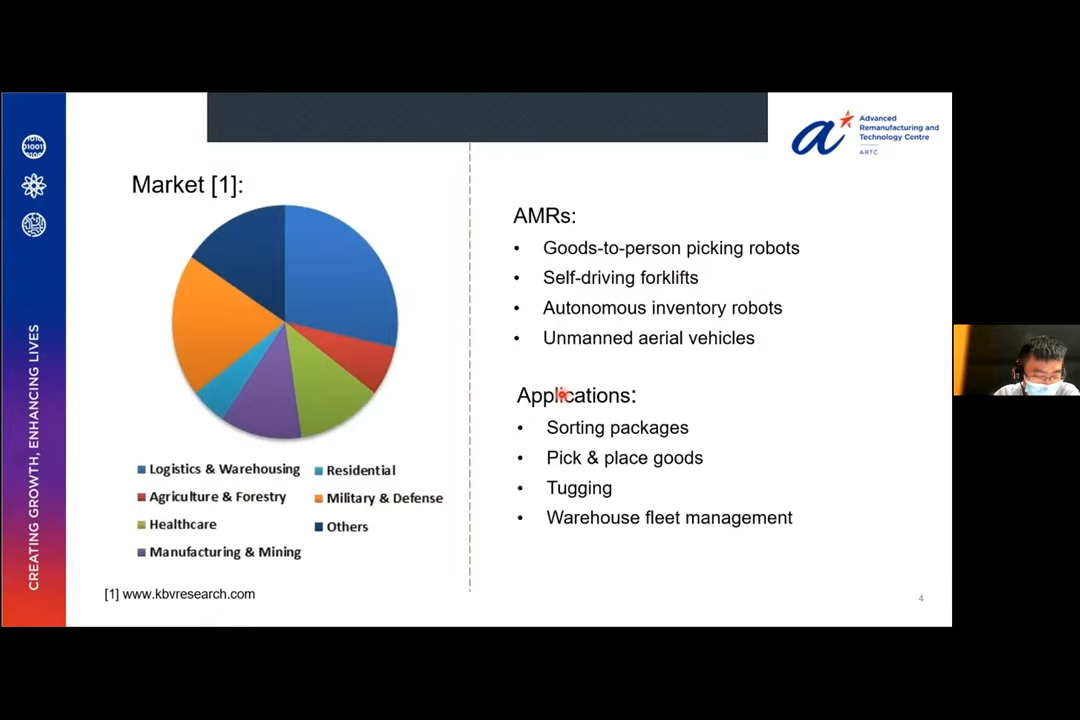 01001
CREATING GROWTH, ENHANCING LIVES
a
Advanced
Remanufacturing and
Technology Centre
ARTC
Market [1]:
Logistics & Warehousing
Agriculture & Forestry
Healthcare
Manufacturing & Mining
Residential
Military & Defense
Others
[1] www.kbvresearch.com
AMRs:
• Goods-to-person picking robots
• Self-driving forklifts
• Autonomous inventory robots
• Unmanned aerial vehicles
Applications:
• Sorting packages
• Pick & place goods
• Tugging
• Warehouse fleet management
4